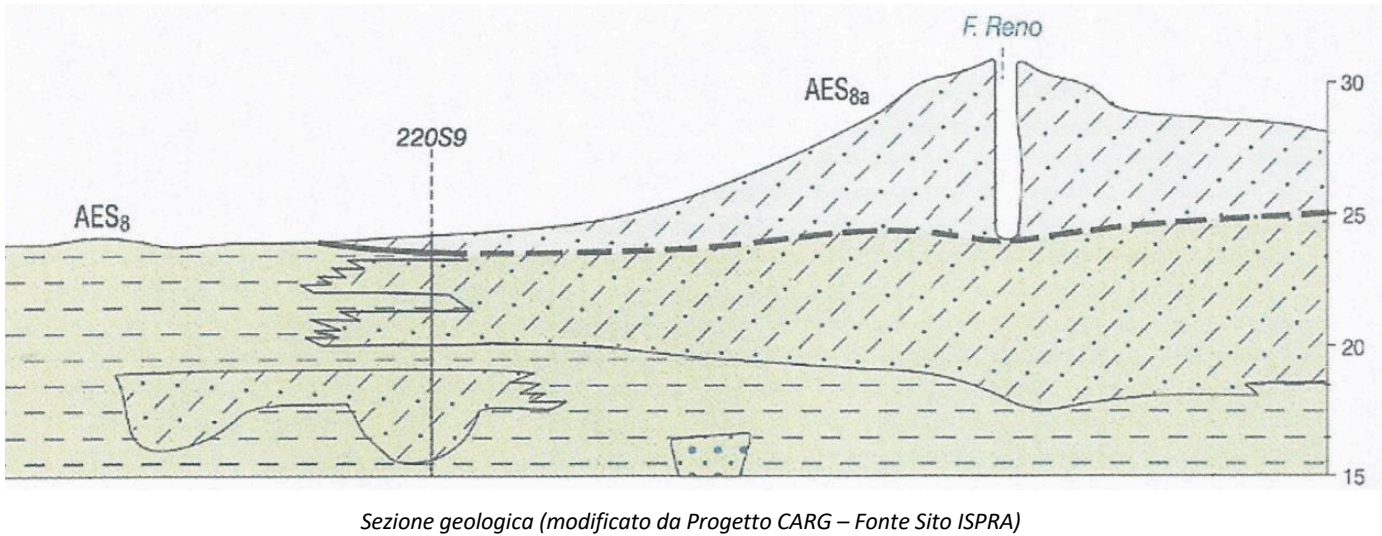 F. Reno
AES8a
30
220S9
AES8
25
20
15
Sezione geologica (modificato da Progetto CARG – Fonte Sito ISPRA)